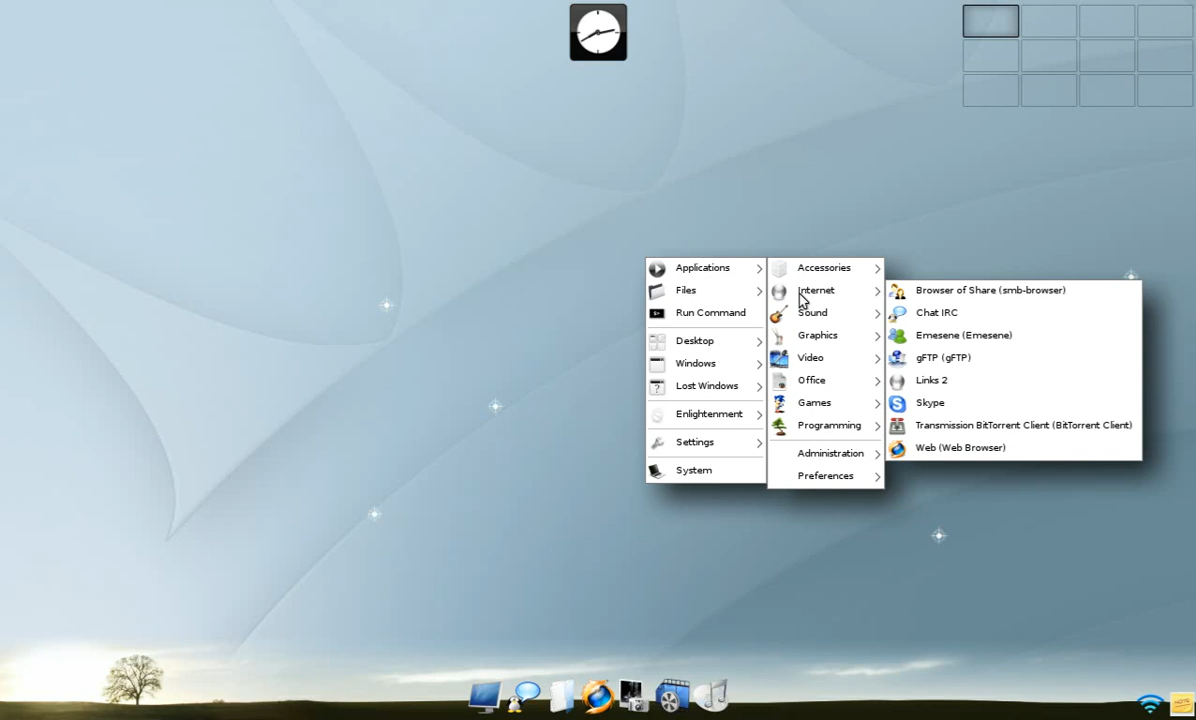 Applications
Files
Run Command
Desktop
Windows
Lost Windows
Enlightenment
Settings
System
Accessories
Internet
Sound
Graphics
Video
Office
Games
Programming
Administration
Preferences
Browser of Share (smb-browser)
Chat IRC
Emesene (Emesene)
gFTP (gFTP)
Links 2
Skype
Transmission BitTorrent Client (BitTorrent Client)
Web (Web Browser)